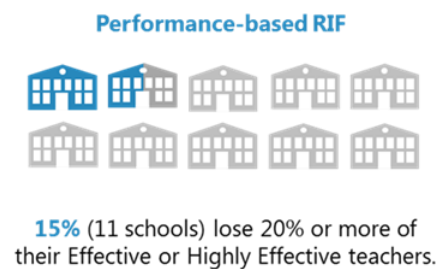 Performance-based RIF
15% (11 schools) lose 20% or more of
their Effective or Highly Effective teachers.